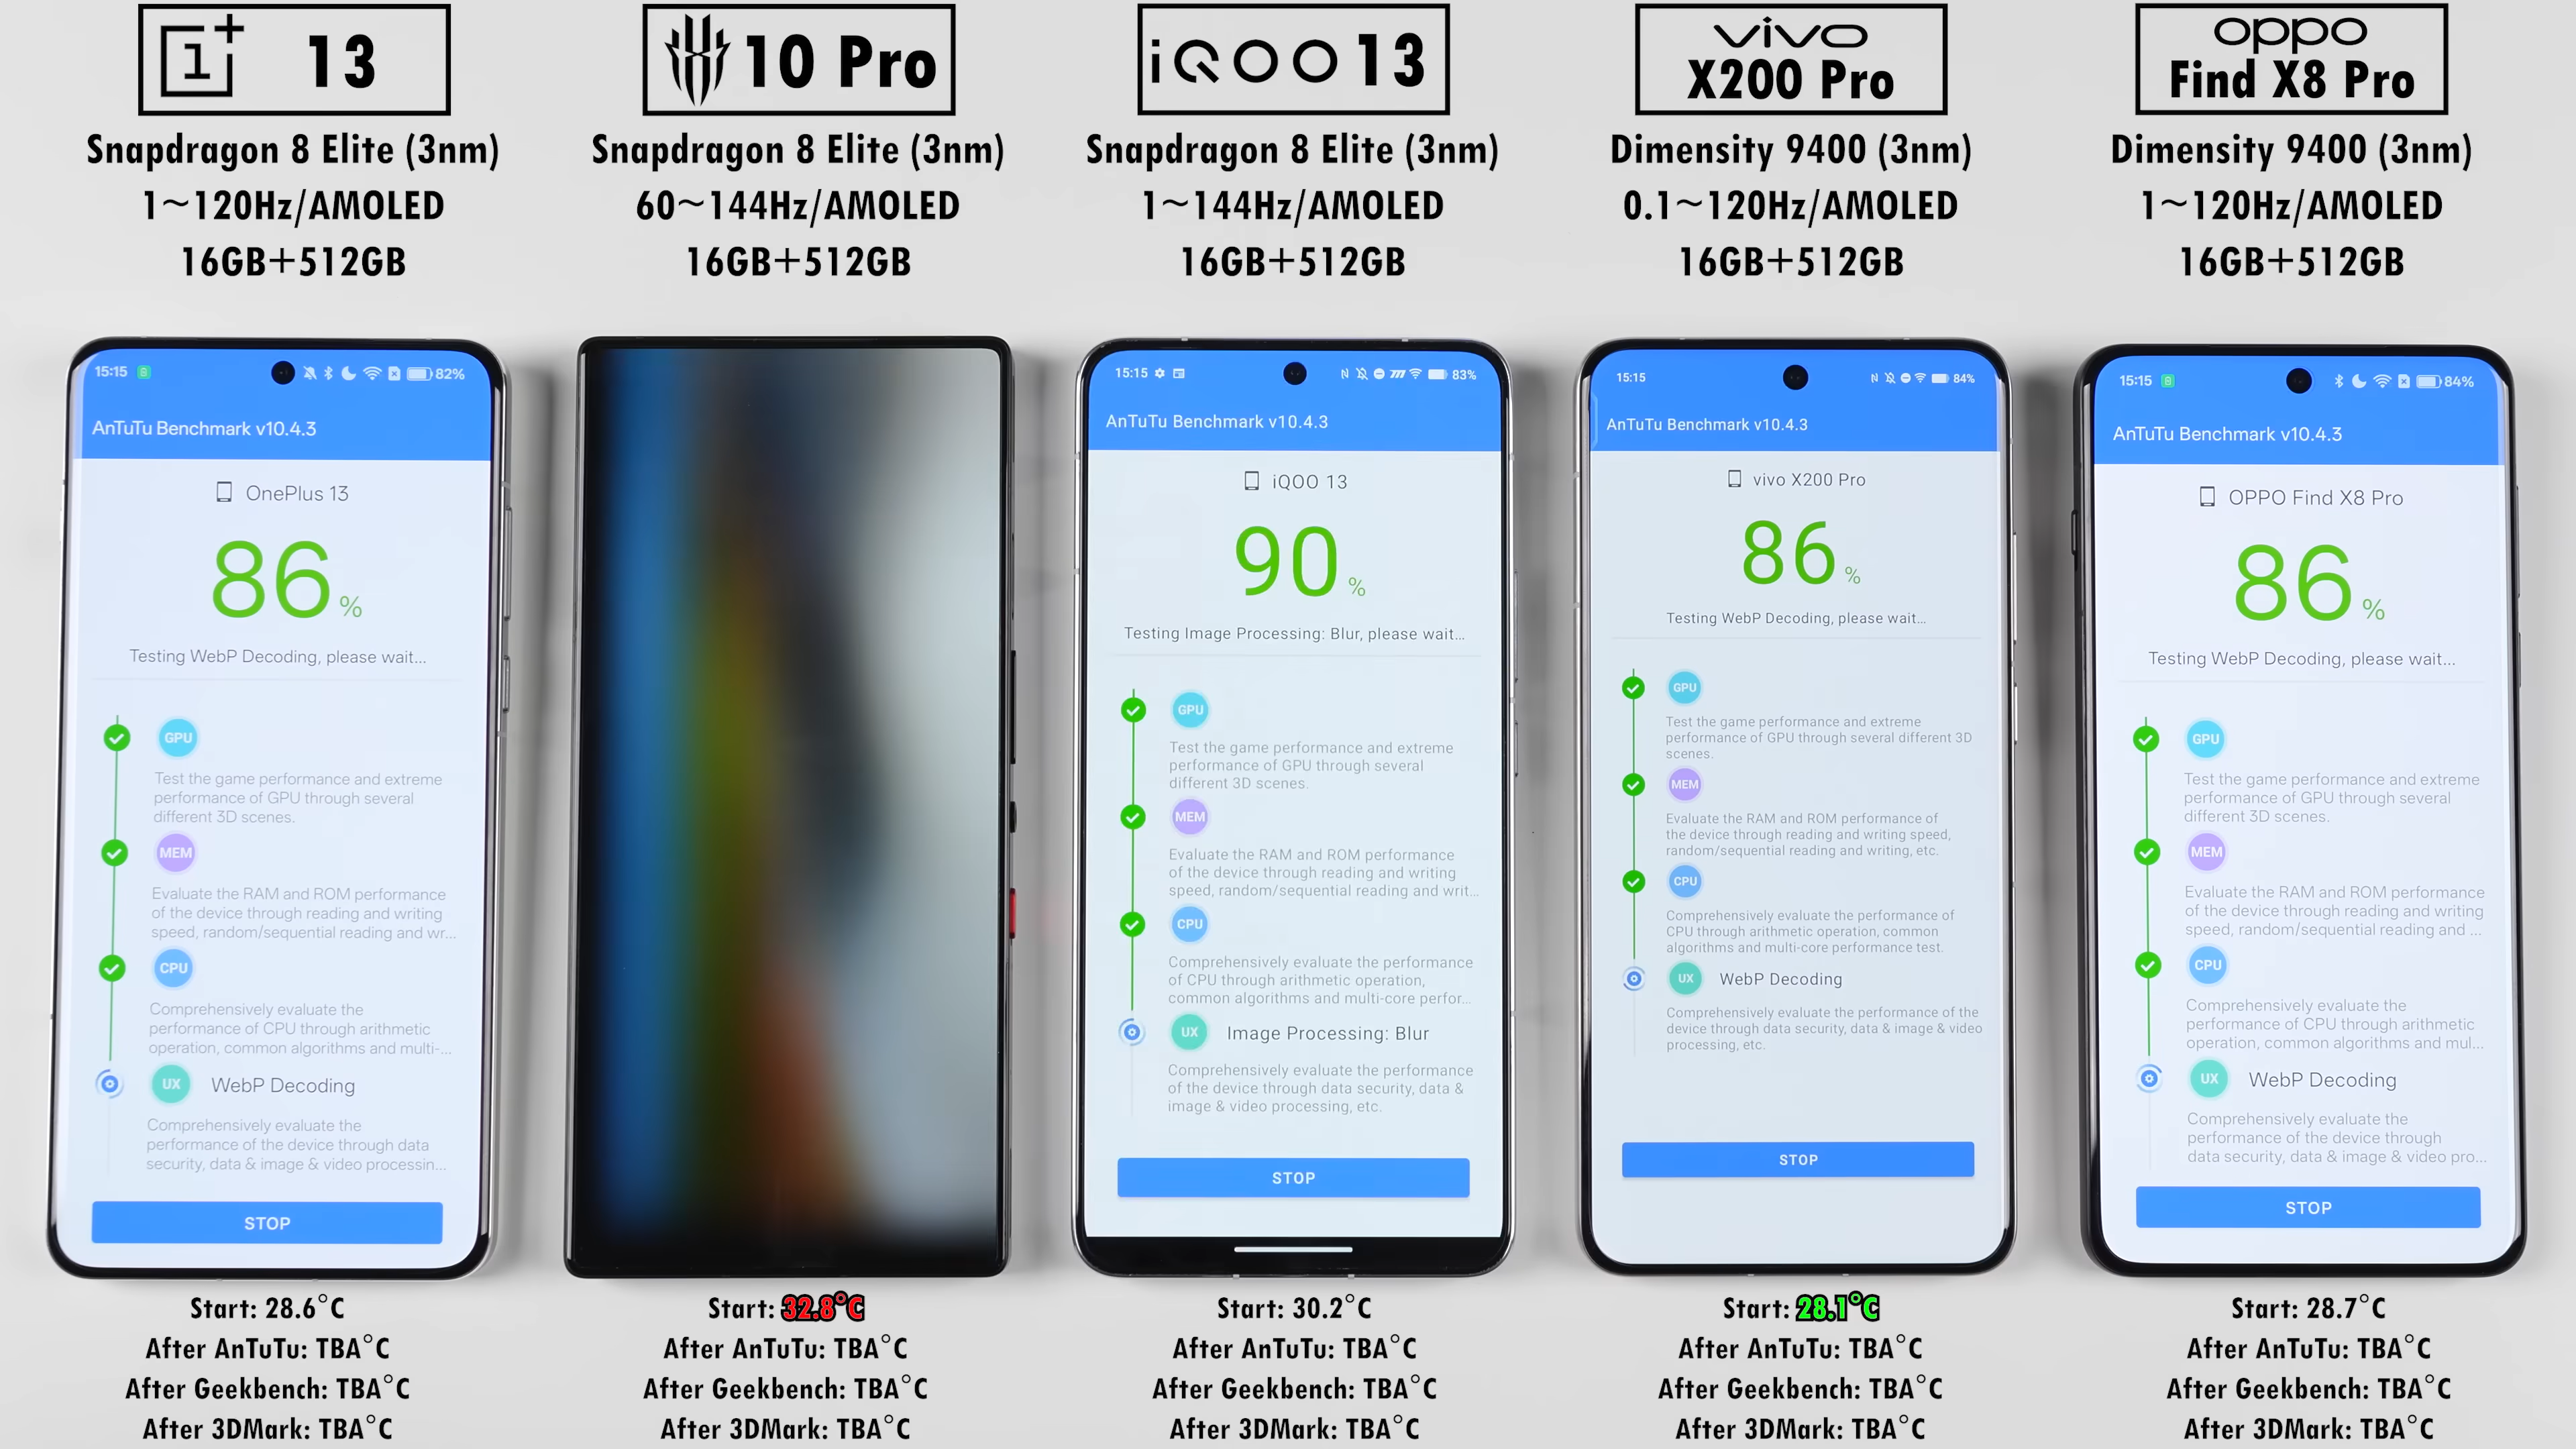 1+ 13
10 Pro
iQOO 13
vivo
X200 Pro
oppo
Find X8 Pro
Snapdragon 8 Elite (3nm)
1~120Hz/AMOLED
16GB+512GB
Snapdragon 8 Elite (3nm)
60~144Hz/AMOLED
16GB+512GB
Snapdragon 8 Elite (3nm)
1~144Hz/AMOLED
16GB+512GB
Dimensity 9400 (3nm)
0.1~120Hz/AMOLED
16GB+512GB
Dimensity 9400 (3nm)
1~120Hz/AMOLED
16GB+512GB
15:15 82%
AnTuTu Benchmark v10.4.3
OnePlus 13
86%
Testing WebP Decoding, please wait...
GPU
Test the game performance and extreme
performance of GPU through several
different 3D scenes.
MEM
Evaluate the RAM and ROM performance
of the device through reading and writing
speed, random/sequential reading and wr...
CPU
Comprehensively evaluate the
performance of CPU through arithmetic
operation, common algorithms and multi-...
UX WebP Decoding
Comprehensively evaluate the
performance of the device through data
security, data & image & video processin...
STOP
15:15 83%
AnTuTu Benchmark v10.4.3
iQOO 13
90%
Testing Image Processing: Blur, please wait...
GPU
Test the game performance and extreme
performance of GPU through several
different 3D scenes.
MEM
Evaluate the RAM and ROM performance
of the device through reading and writing
speed, random/sequential reading and writ...
CPU
Comprehensively evaluate the performance
of CPU through arithmetic operation,
common algorithms and multi-core perfor...
UX Image Processing: Blur
Comprehensively evaluate the performance
of the device through data security, data &
image & video processing, etc.
STOP
15:15 84%
AnTuTu Benchmark v10.4.3
vivo X200 Pro
86%
Testing WebP Decoding, please wait...
GPU
Test the game performance and extreme
performance of GPU through several different 3D
scenes.
MEM
Evaluate the RAM and ROM performance of
the device through reading and writing speed,
random/sequential reading and writing, etc.
CPU
Comprehensively evaluate the performance of
CPU through arithmetic operation, common
algorithms and multi-core performance test.
UX WebP Decoding
Comprehensively evaluate the performance of the
device through data security, data & image & video
processing, etc.
STOP
15:15 84%
AnTuTu Benchmark v10.4.3
OPPO Find X8 Pro
86%
Testing WebP Decoding, please wait...
GPU
Test the game performance and extreme
performance of GPU through several
different 3D scenes.
MEM
Evaluate the RAM and ROM performance
of the device through reading and writing
speed, random/sequential reading and ...
CPU
Comprehensively evaluate the
performance of CPU through arithmetic
operation, common algorithms and mul...
UX WebP Decoding
Comprehensively evaluate the
performance of the device through
data security, data & image & video pro...
STOP
Start: 28.6°C
After AnTuTu: TBA°C
After Geekbench: TBA°C
After 3DMark: TBA°C
Start: 32.8°C
After AnTuTu: TBA°C
After Geekbench: TBA°C
After 3DMark: TBA°C
Start: 30.2°C
After AnTuTu: TBA°C
After Geekbench: TBA°C
After 3DMark: TBA°C
Start: 28.1°C
After AnTuTu: TBA°C
After Geekbench: TBA°C
After 3DMark: TBA°C
Start: 28.7°C
After AnTuTu: TBA°C
After Geekbench: TBA°C
After 3DMark: TBA°C